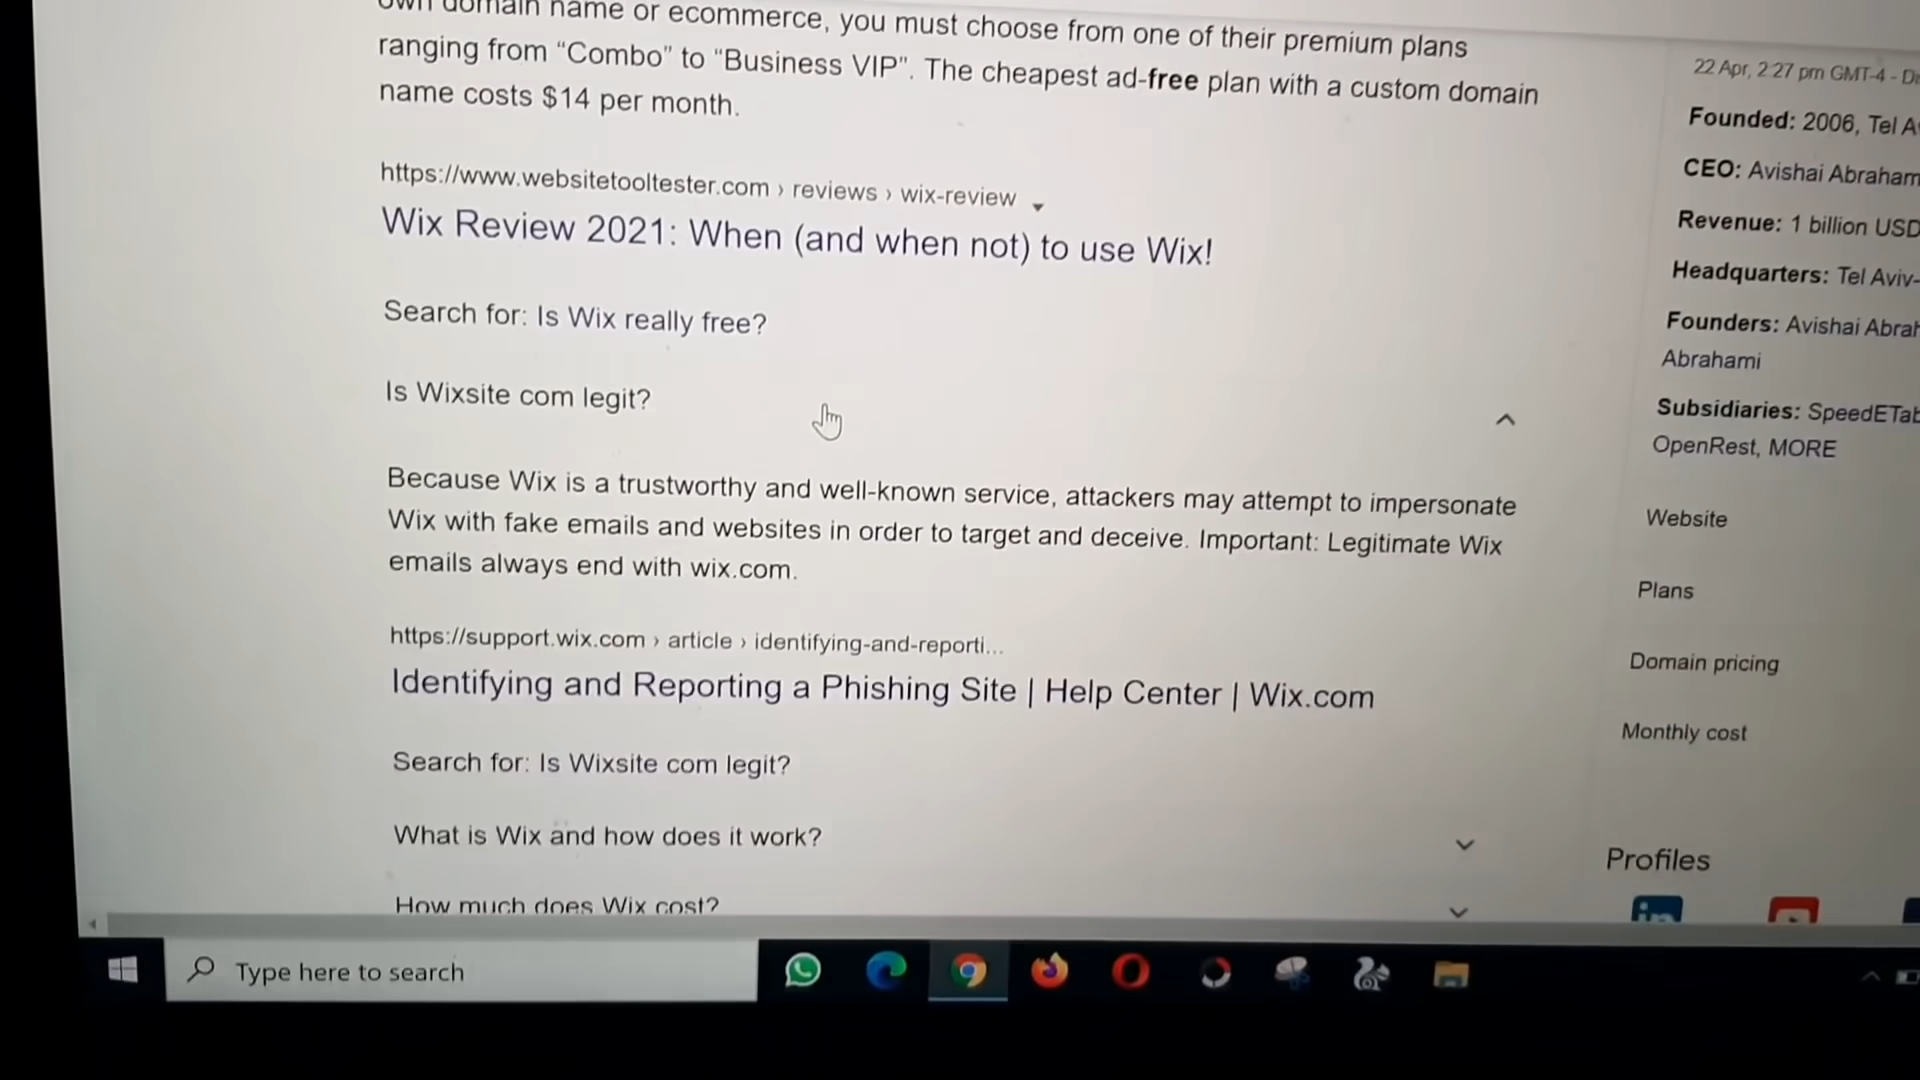 own domain name or ecommerce, you must choose from one of their premium plans
ranging from “Combo” to “Business VIP”. The cheapest ad-free plan with a custom domain
name costs $14 per month.
https://www.websitetooltester.com › reviews › wix-review
Wix Review 2021: When (and when not) to use Wix!
Search for: Is Wix really free?
Is Wixsite com legit?
Because Wix is a trustworthy and well-known service, attackers may attempt to impersonate
Wix with fake emails and websites in order to target and deceive. Important: Legitimate Wix
emails always end with wix.com.
https://support.wix.com › article › identifying-and-reporti...
Identifying and Reporting a Phishing Site | Help Center | Wix.com
Search for: Is Wixsite com legit?
What is Wix and how does it work?
How much does Wix cost?
22 Apr, 2:27 pm GMT-4 -
Founded: 2006, Tel
CEO: Avishai Abraham
Revenue: 1 billion USD
Headquarters: Tel Aviv-
Founders: Avishai
Abrahami
Subsidiaries:
OpenRest, MORE
Website
Plans
Domain pricing
Monthly cost
Profiles
in
Type here to search